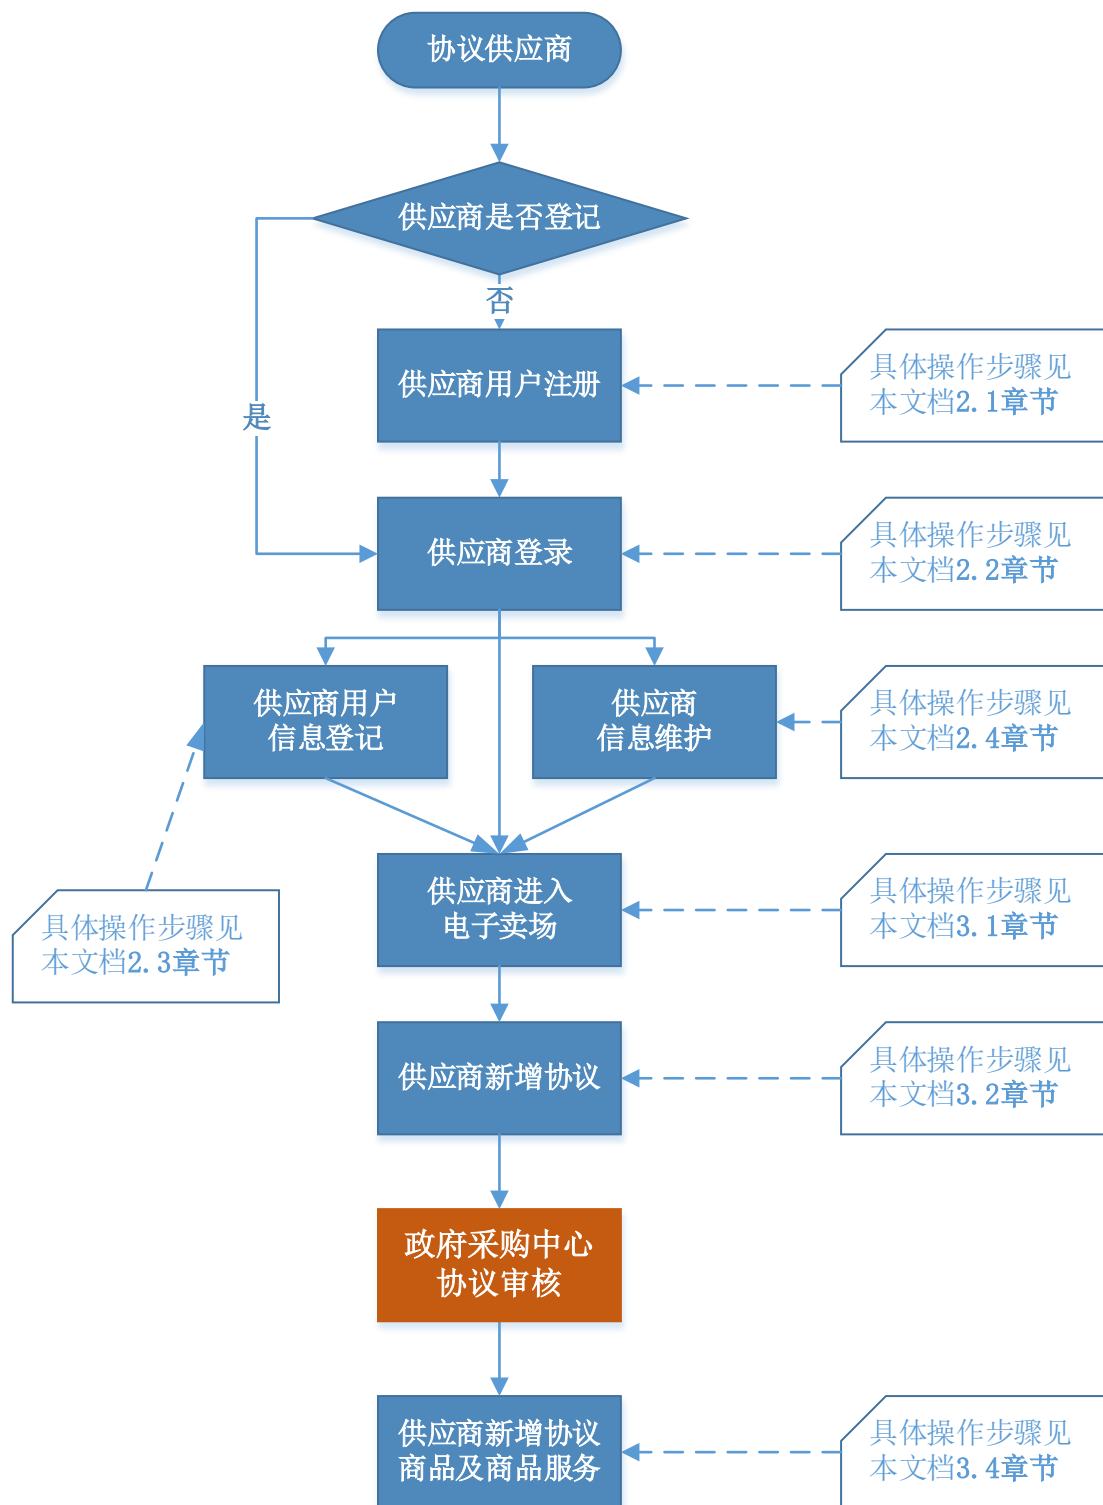 协议供应商
供应商是否登记
否
供应商用户注册
具体操作步骤见
本文档2.1章节
是
供应商登录
具体操作步骤见
本文档2.2章节
供应商用户
信息登记
供应商
信息维护
具体操作步骤见
本文档2.4章节
供应商进入
电子卖场
具体操作步骤见
本文档3.1章节
具体操作步骤见
本文档2.3章节
供应商新增协议
具体操作步骤见
本文档3.2章节
政府采购中心
协议审核
供应商新增协议
商品及商品服务
具体操作步骤见
本文档3.4章节